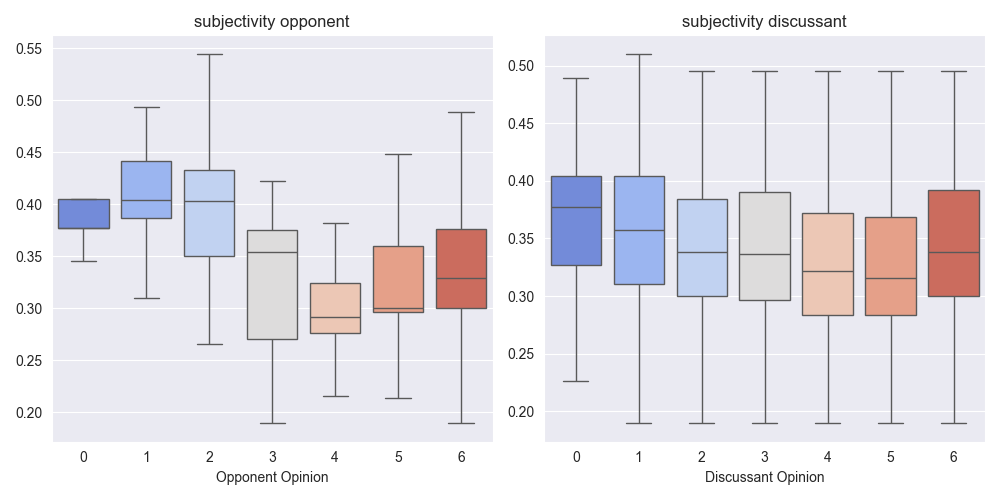 subjectivity opponent
0.55
0.50
0.45
0.40
0.35
0.30
0.25
0.20
0 1 2 3 4 5 6
Opponent Opinion
subjectivity discussant
0.50
0.45
0.40
0.35
0.30
0.25
0.20
0 1 2 3 4 5 6
Discussant Opinion